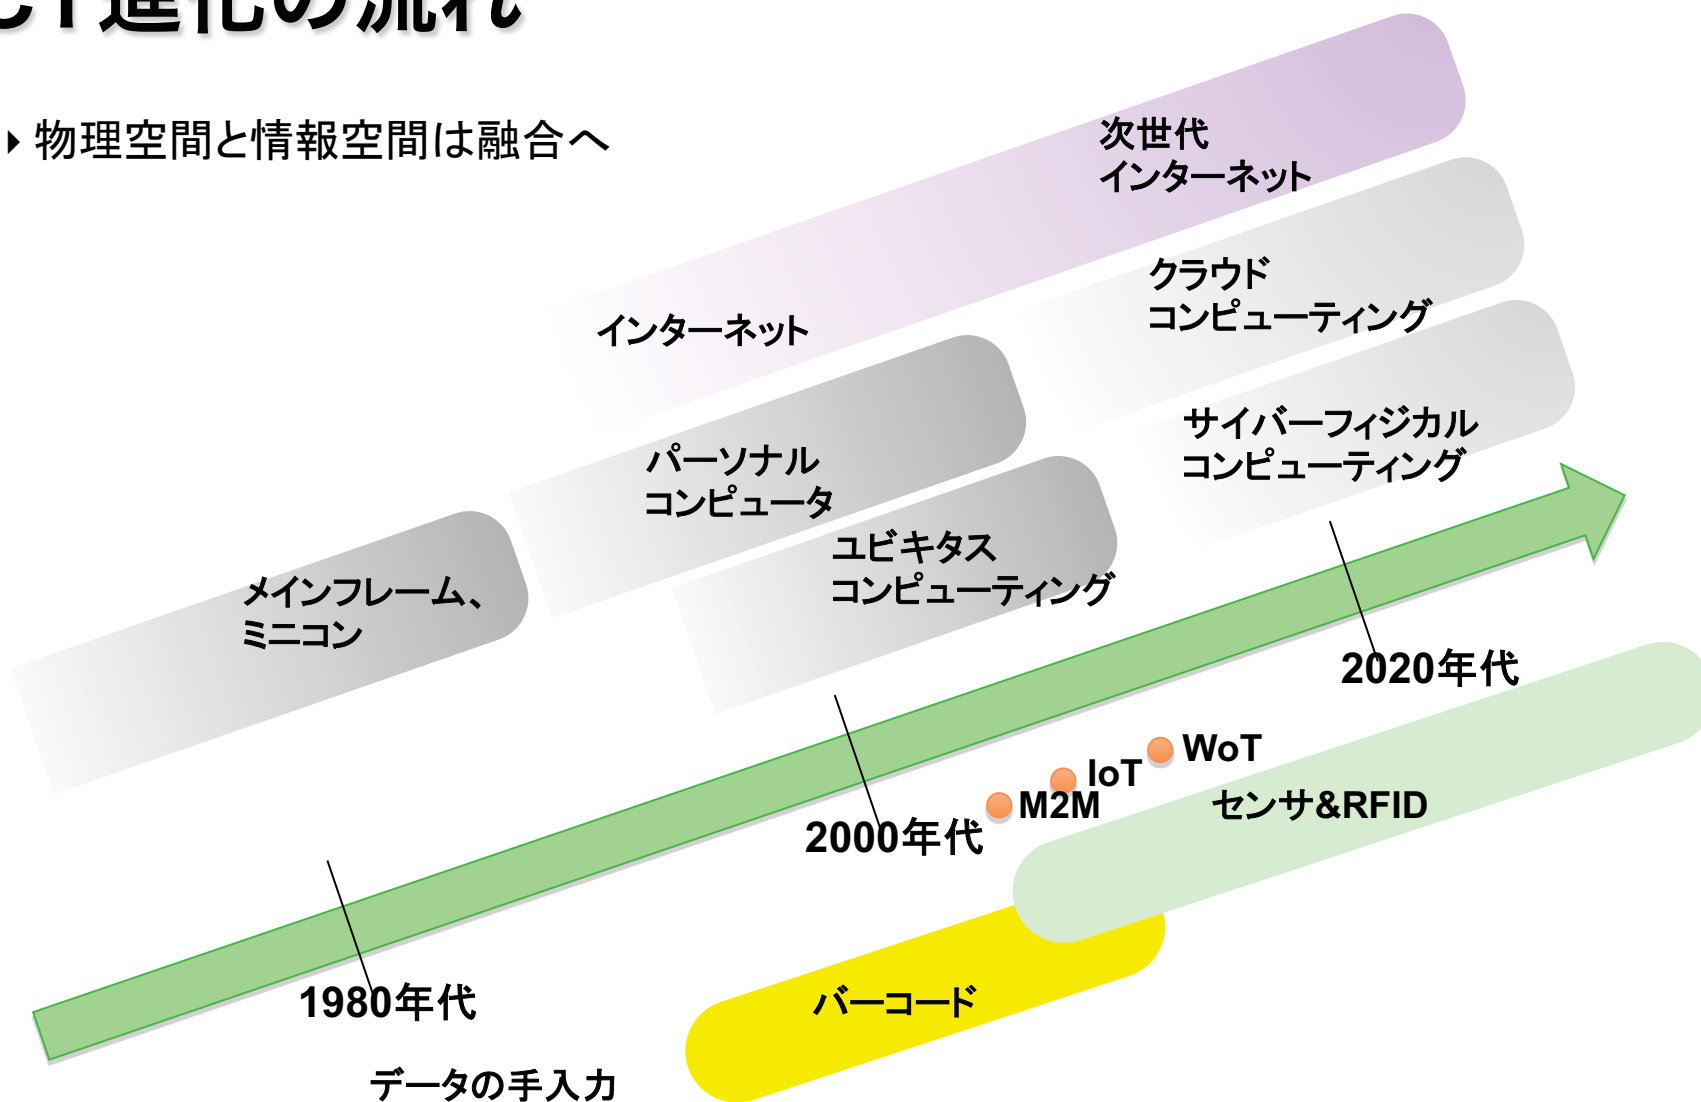 CT進化の流れ
物理空間と情報空間は融合へ
次世代
インターネット
クラウド
コンピューティング
インターネット
サイバーフィジカル
コンピューティング
パーソナル
コンピュータ
ユビキタス
コンピューティング
メインフレーム、
ミニコン
2020年代
WoT
IoT
M2M
センサ&RFID
2000年代
1980年代
バーコード
データの手入力